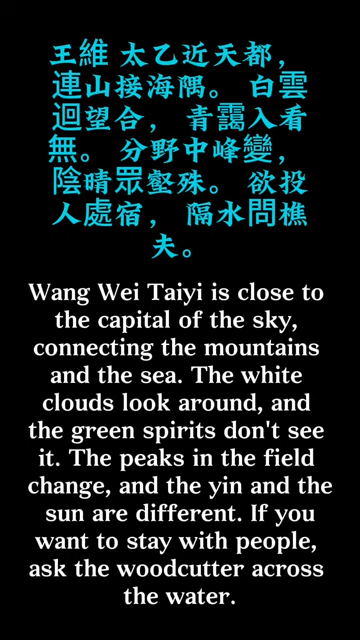 王維 太乙近天都，
連山接海隅。 白雲
迴望合， 青靄入看
無。 分野中峰變，
陰晴眾壑殊。 欲投
人處宿， 隔水問樵
夫。
Wang Wei Taiyi is close to
the capital of the sky,
connecting the mountains
and the sea. The white
clouds look around, and
the green spirits don't see
it. The peaks in the field
change, and the yin and the
sun are different. If you
want to stay with people,
ask the woodcutter across
the water.